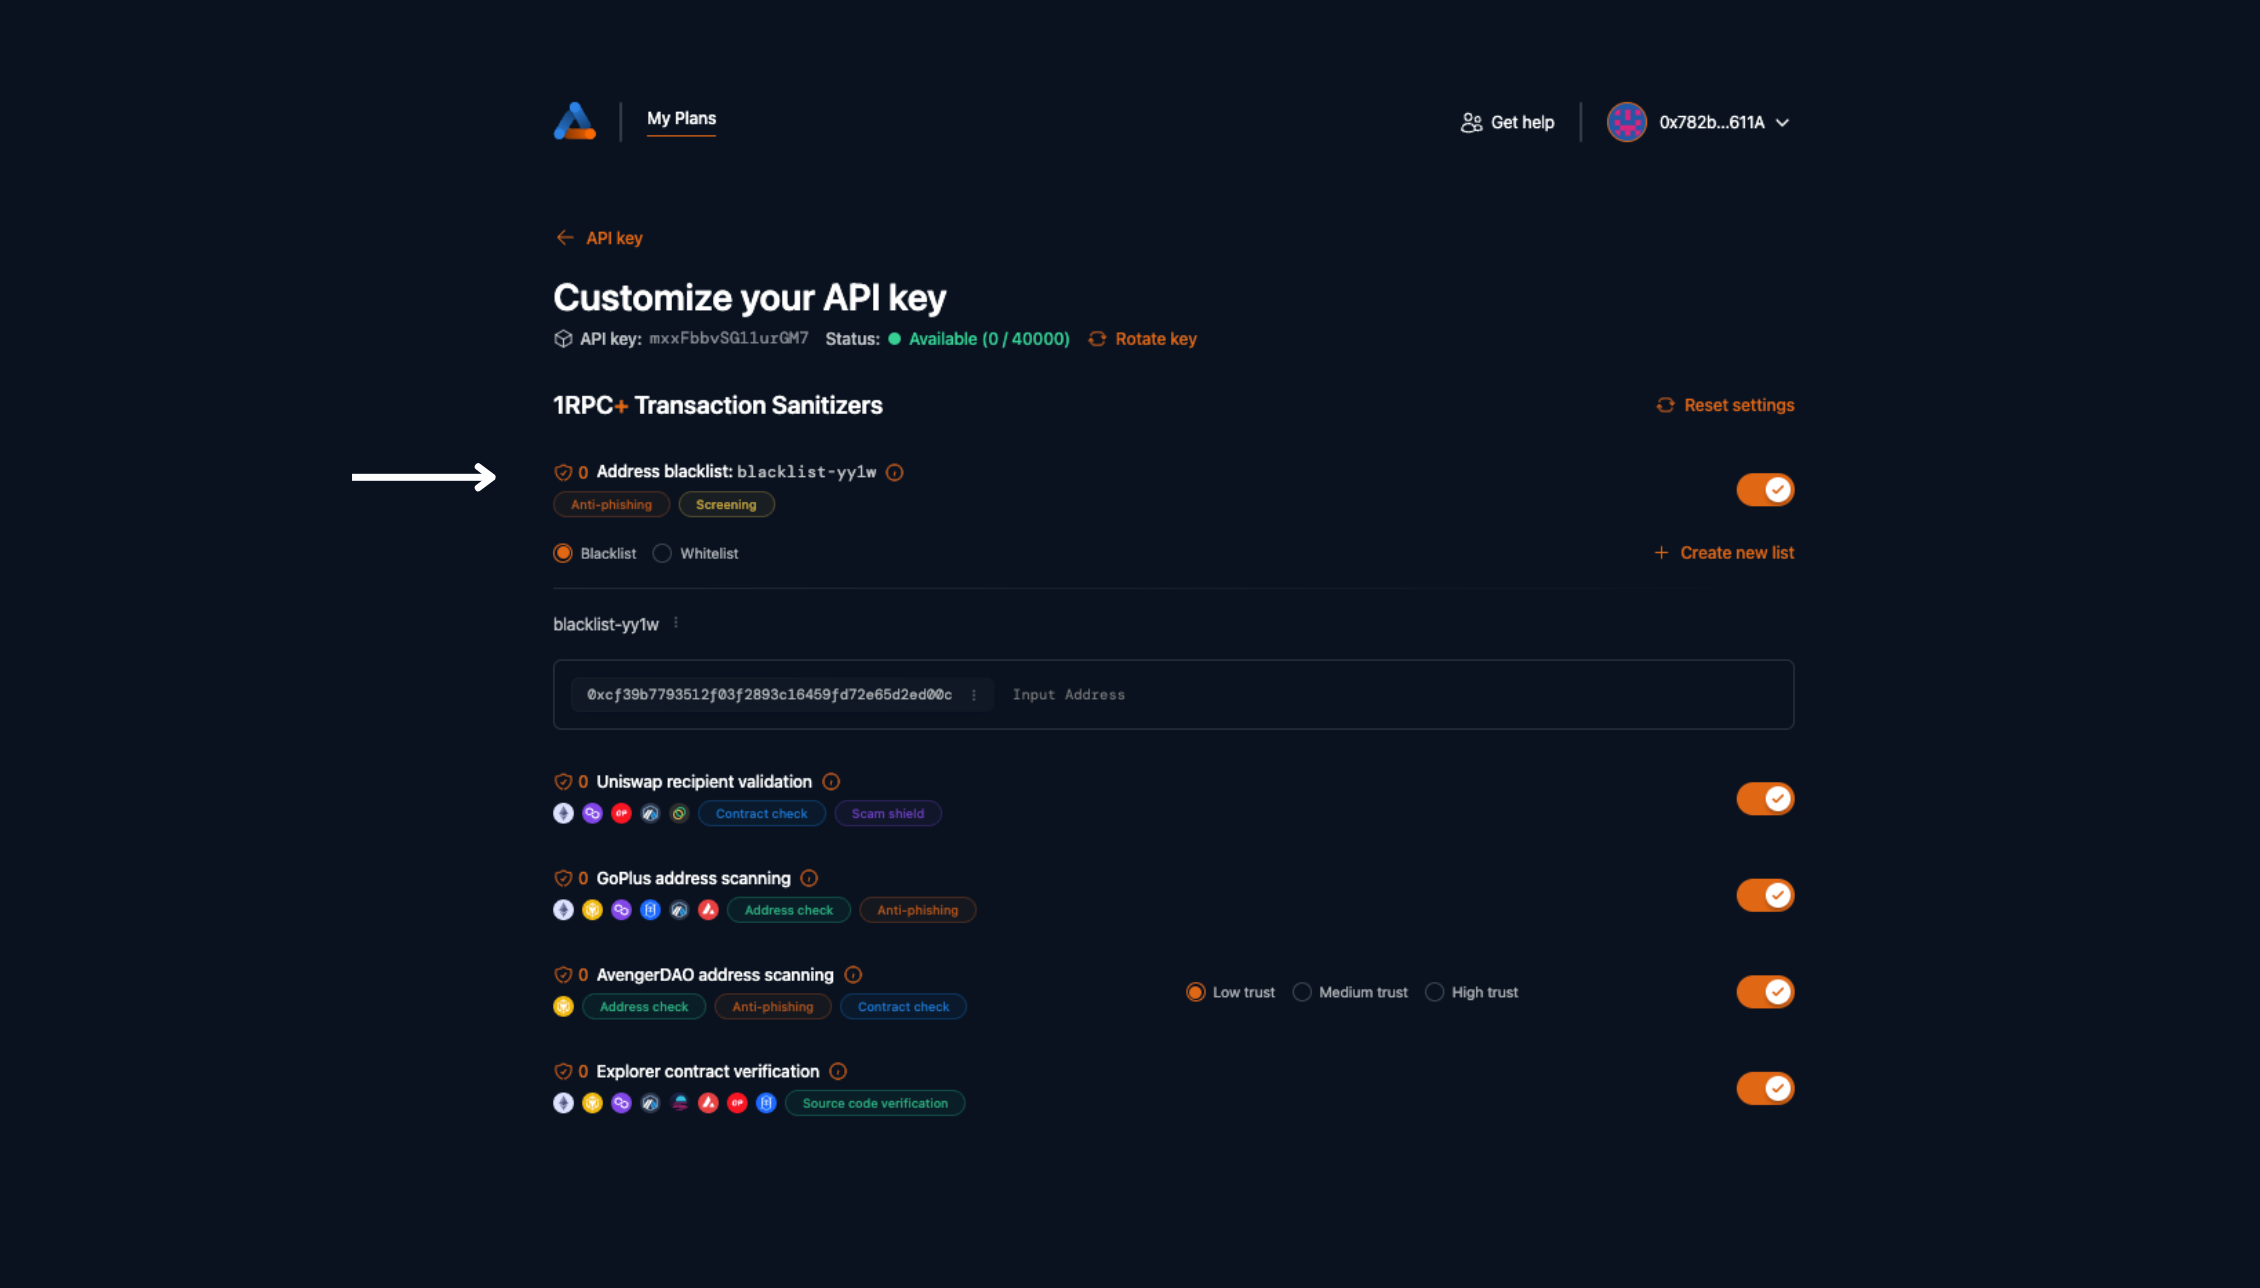 My Plans
Get help
0x782b...611A
API key
Customize your API key
API key: mxxFbbvSGl1urGM7 Status: Available (0 / 40000) Rotate key
1RPC+ Transaction Sanitizers
Reset settings
0 Address blacklist: blacklist-yy1w
Anti-phishing Screening
Blacklist Whitelist
+ Create new list
blacklist-yy1w
0xcf39b7793512f03f2893c16459fd72e65d2ed00c Input Address
0 Uniswap recipient validation
OP Contract check Scam shield
0 GoPlus address scanning
Address check Anti-phishing
0 AvengerDAO address scanning
Address check Anti-phishing Contract check
Low trust Medium trust High trust
0 Explorer contract verification
OP Source code verification